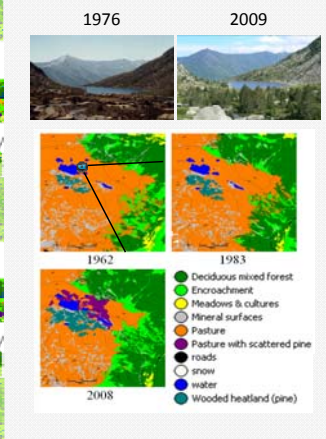 1976 2009
1962 1983
2008
Deciduous mixed forest
Encroachment
Meadows & cultures
Mineral surfaces
Pasture
Pasture with scattered pine
roads
snow
water
Wooded heatland (pine)